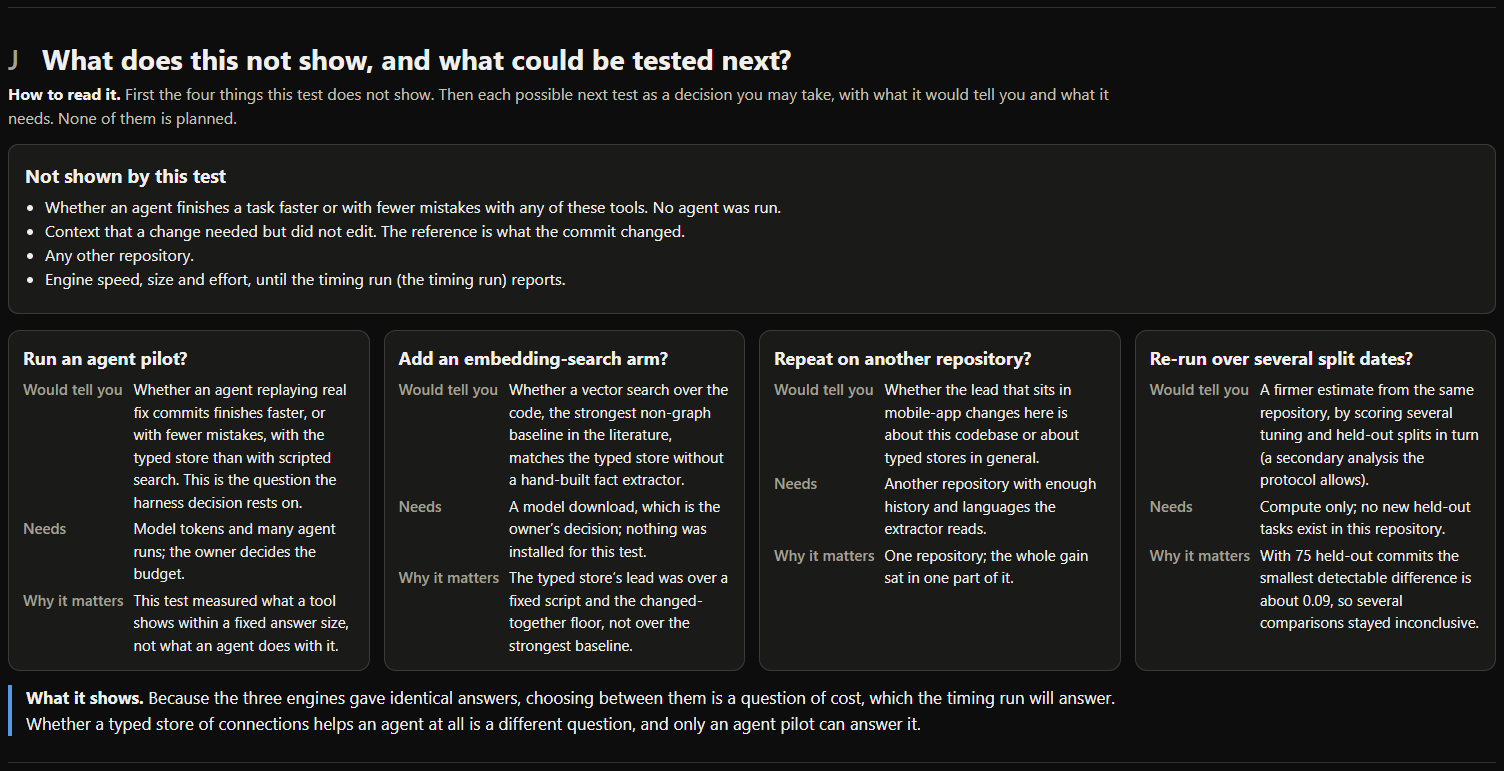 J What does this not show, and what could be tested next?
How to read it. First the four things this test does not show. Then each possible next test as a decision you may take, with what it would tell you and what it
needs. None of them is planned.
Not shown by this test
• Whether an agent finishes a task faster or with fewer mistakes with any of these tools. No agent was run.
• Context that a change needed but did not edit. The reference is what the commit changed.
• Any other repository.
• Engine speed, size and effort, until the timing run (the timing run) reports.
Run an agent pilot?
Would tell you Whether an agent replaying real
fix commits finishes faster, or
with fewer mistakes, with the
typed store than with scripted
search. This is the question the
harness decision rests on.
Needs Model tokens and many agent
runs; the owner decides the
budget.
Why it matters This test measured what a tool
shows within a fixed answer size,
not what an agent does with it.
Add an embedding-search arm?
Would tell you Whether a vector search over the
code, the strongest non-graph
baseline in the literature,
matches the typed store without
a hand-built fact extractor.
Needs A model download, which is the
owner’s decision; nothing was
installed for this test.
Why it matters The typed store’s lead was over a
fixed script and the changed-
together floor, not over the
strongest baseline.
Repeat on another repository?
Would tell you Whether the lead that sits in
mobile-app changes here is
about this codebase or about
typed stores in general.
Needs Another repository with enough
history and languages the
extractor reads.
Why it matters One repository; the whole gain
sat in one part of it.
Re-run over several split dates?
Would tell you A firmer estimate from the same
repository, by scoring several
tuning and held-out splits in turn
(a secondary analysis the
protocol allows).
Needs Compute only; no new held-out
tasks exist in this repository.
Why it matters With 75 held-out commits the
smallest detectable difference is
about 0.09, so several
comparisons stayed inconclusive.
What it shows. Because the three engines gave identical answers, choosing between them is a question of cost, which the timing run will answer.
Whether a typed store of connections helps an agent at all is a different question, and only an agent pilot can answer it.